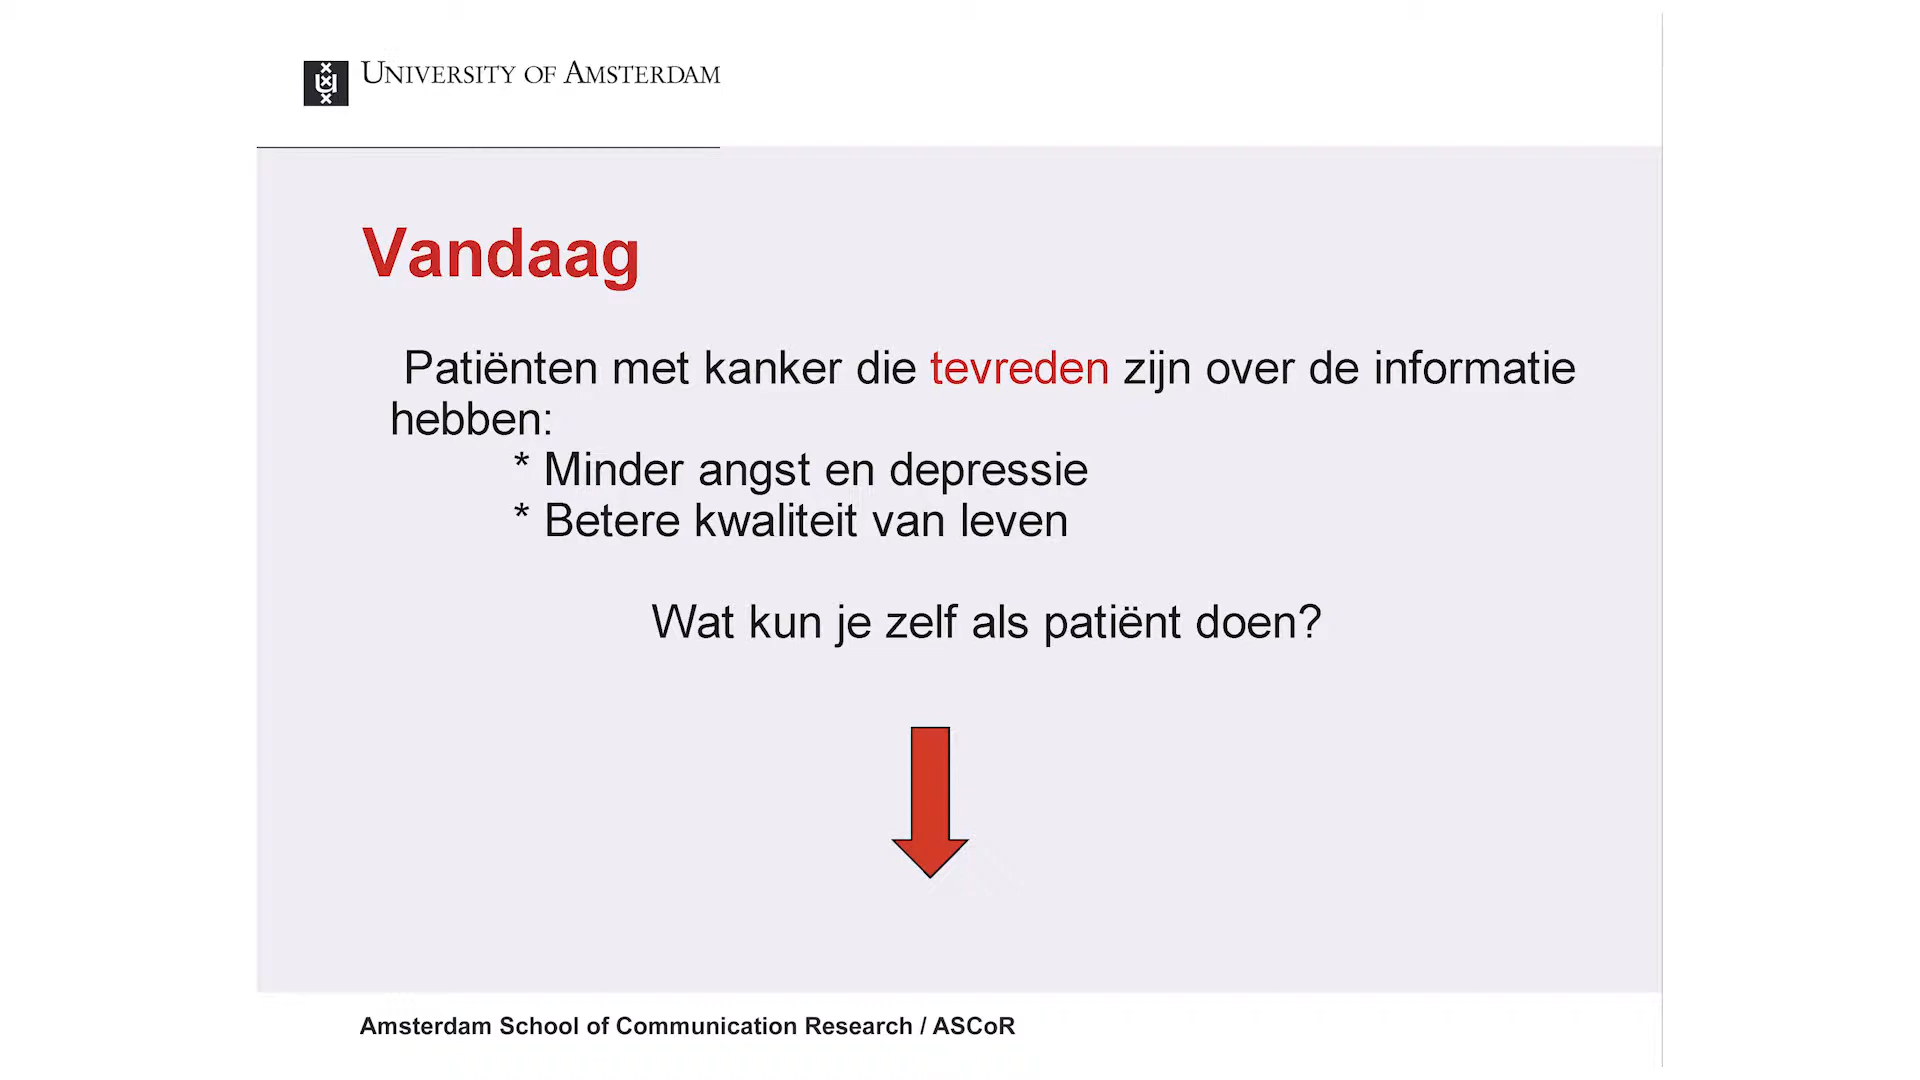 UNIVERSITY OF AMSTERDAM
Vandaag
Patiënten met kanker die tevreden zijn over de informatie
hebben:
* Minder angst en depressie
* Betere kwaliteit van leven
Wat kun je zelf als patiënt doen?
Amsterdam School of Communication Research / ASCoR